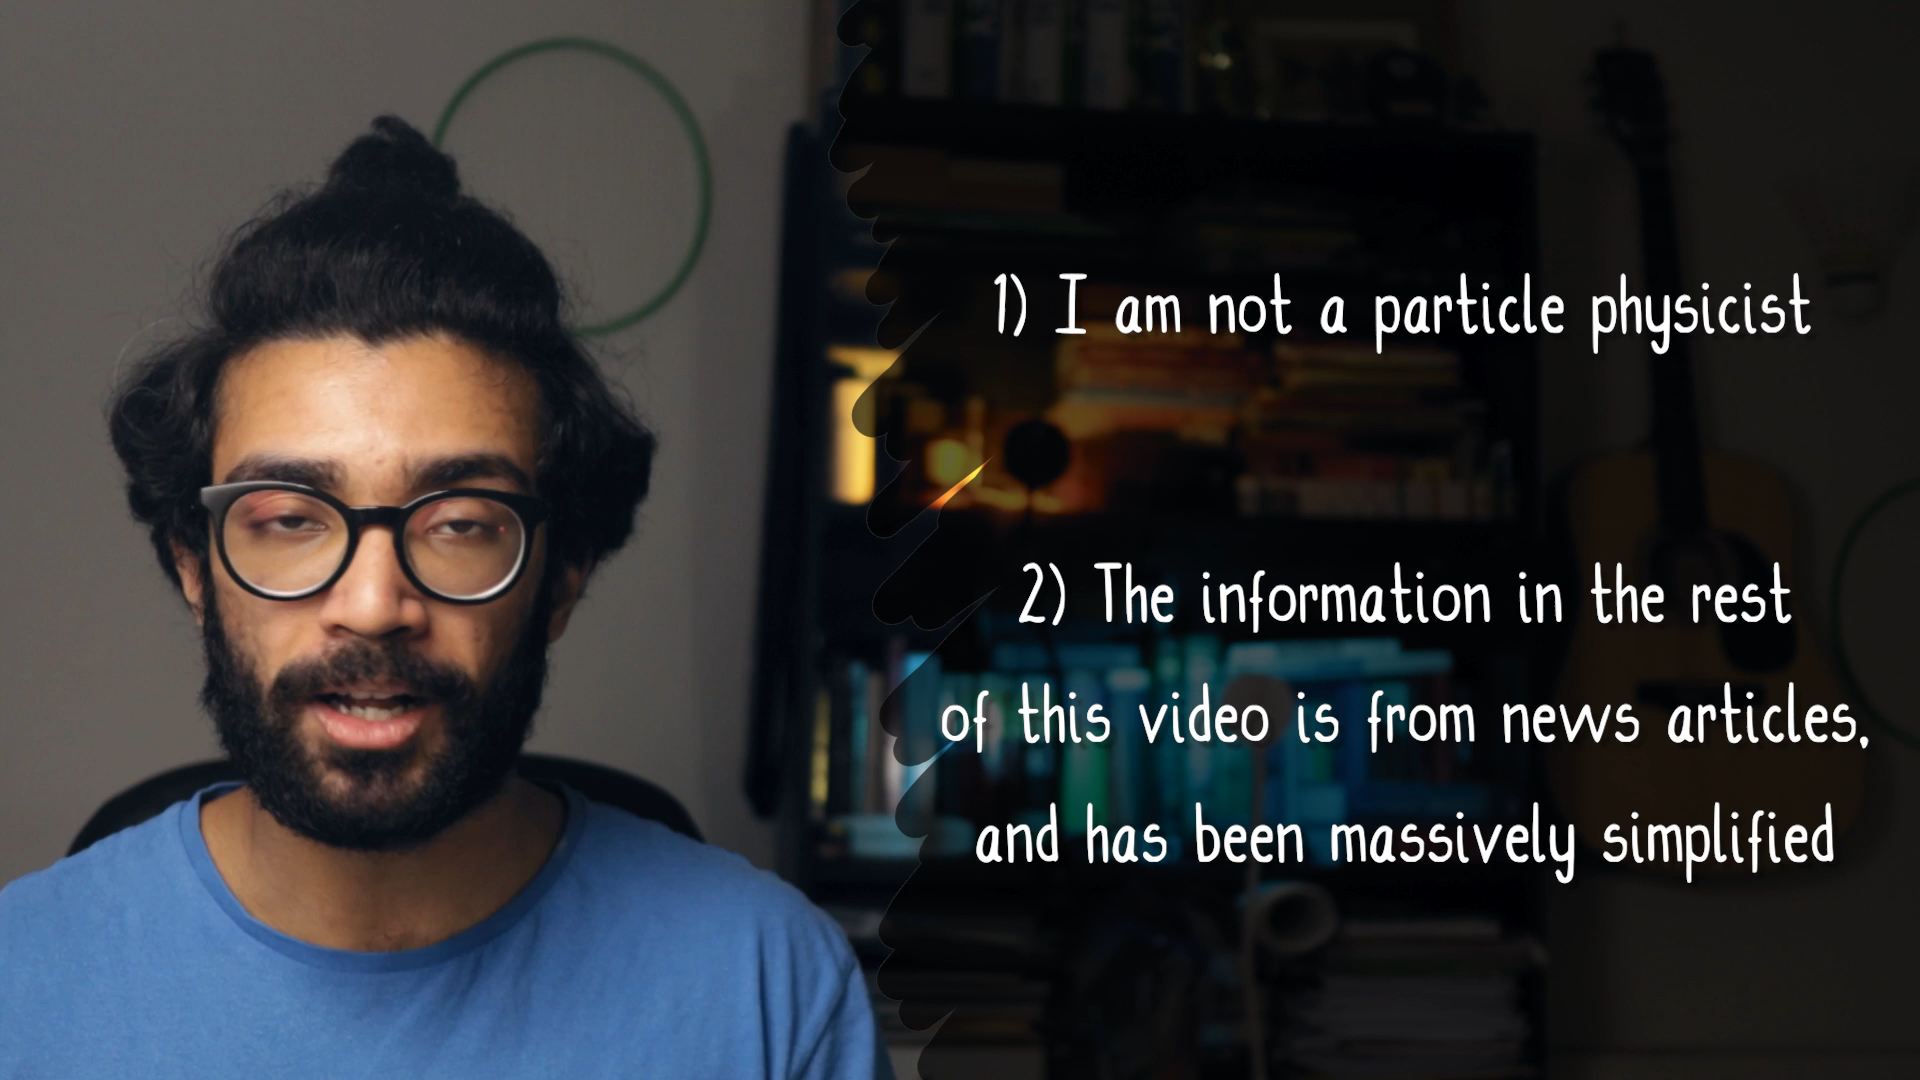 1) I am not a particle physicist
2) The information in the rest
of this video is from news articles,
and has been massively simplified